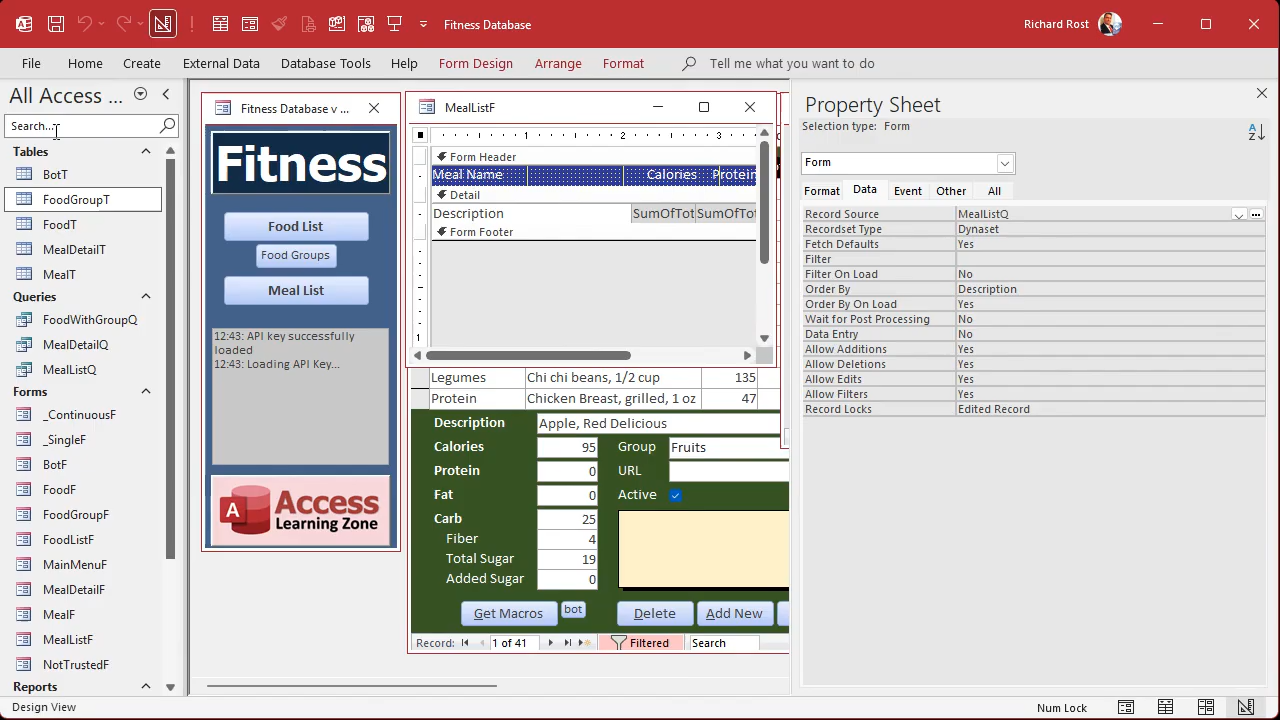 Fitness Database
Richard Rost
File
Home
Create
External Data
Database Tools
Help
Form Design
Arrange
Format
Tell me what you want to do
All Access ...
Search...
Tables
BotT
FoodGroupT
FoodT
MealDetailT
MealT
Queries
FoodWithGroupQ
MealDetailQ
MealListQ
Forms
_ContinuousF
_SingleF
BotF
FoodF
FoodGroupF
FoodListF
MainMenuF
MealDetailF
MealF
MealListF
NotTrustedF
Reports
Fitness Database v ...
Fitness
Food List
Food Groups
Meal List
12:43: API key successfully
loaded
12:43: Loading API Key...
A Access
Learning Zone
MealListF
1 2 3
Form Header
Meal Name Calories Protein
Detail
Description SumOfTot SumOfTot
Form Footer
1
Legumes Chi chi beans, 1/2 cup 135
Protein Chicken Breast, grilled, 1 oz 47
Description Apple, Red Delicious
Calories 95 Group Fruits
Protein 0 URL
Fat 0 Active
Carb 25
Fiber 4
Total Sugar 19
Added Sugar 0
Get Macros bot Delete Add New
Record: 1 of 41 Filtered Search
Property Sheet
Selection type: Form
Form
Format Data Event Other All
Record Source MealListQ
Recordset Type Dynaset
Fetch Defaults Yes
Filter
Filter On Load No
Order By Description
Order By On Load Yes
Wait for Post Processing No
Data Entry No
Allow Additions Yes
Allow Deletions Yes
Allow Edits Yes
Allow Filters Yes
Record Locks Edited Record
Design View
Num Lock